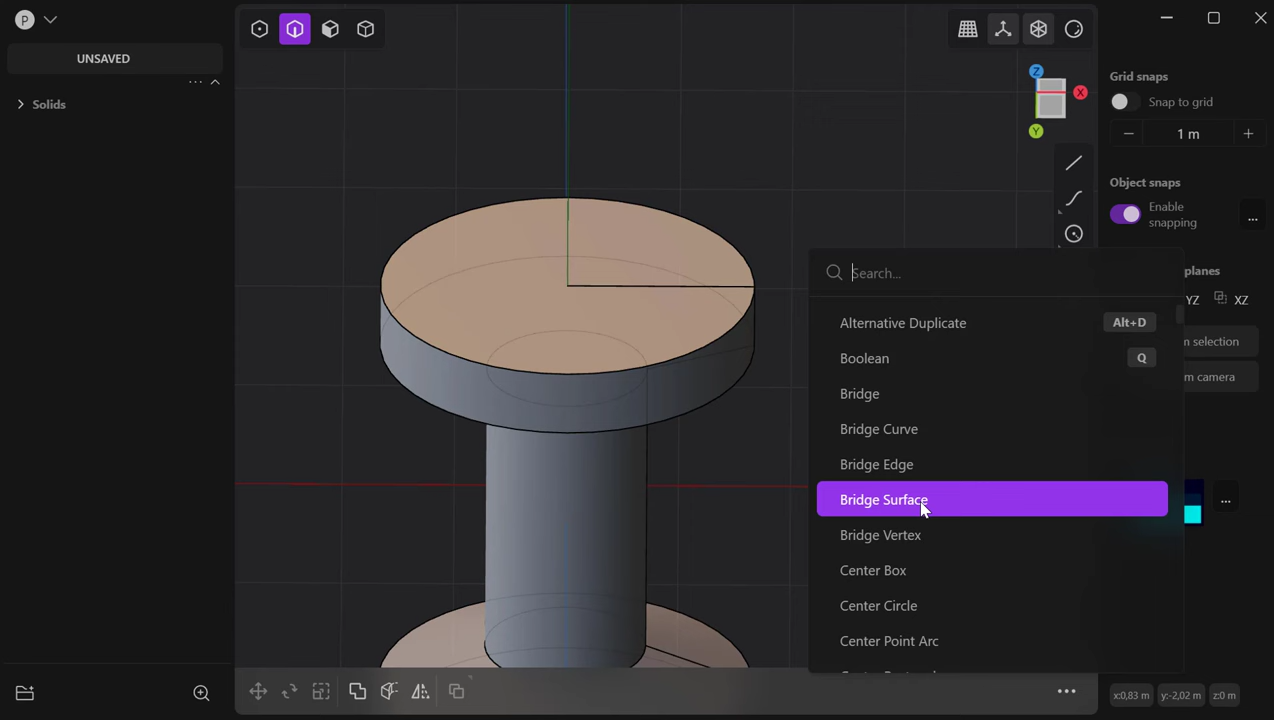 P
UNSAVED
Solids
Z
X
Y
Grid snaps
Snap to grid
1 m
Object snaps
Enable
snapping
...
planes
YZ
XZ
m selection
m camera
...
Search...
Alternative Duplicate
Alt+D
Boolean
Q
Bridge
Bridge Curve
Bridge Edge
Bridge Surface
Bridge Vertex
Center Box
Center Circle
Center Point Arc
x:0,83 m
y:-2,02 m
z:0 m